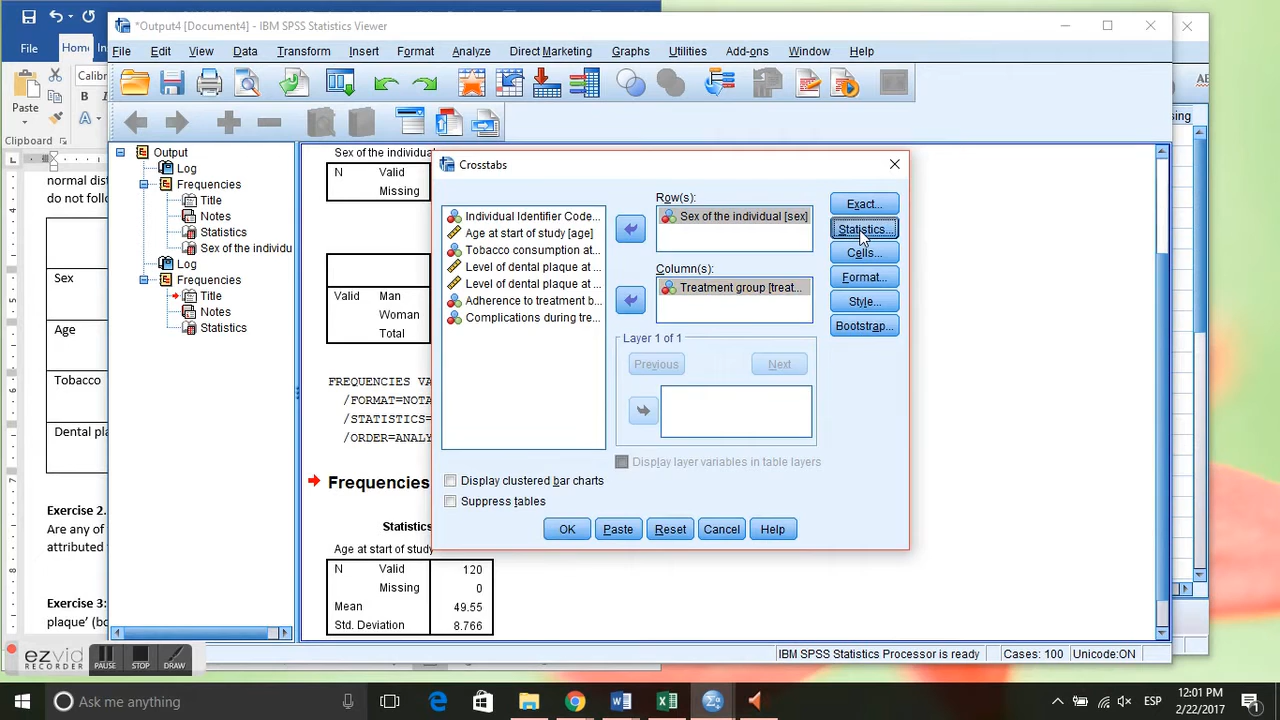 *Output4 [Document4] - IBM SPSS Statistics Viewer
File Edit View Data Transform Insert Format Analyze Direct Marketing Graphs Utilities Add-ons Window Help
File Home In
Calibr
Paste
B I
Clipboard
sing
normal dist
do not follo
Sex
Age
Tobacco
Dental pla
Exercise 2.
Are any of
attributed
Exercise 3:
plaque' (bo
Output
Log
Frequencies
Title
Notes
Statistics
Sex of the individu
Log
Frequencies
Title
Notes
Statistics
Sex of the individual
N Valid
Missing
Valid Man
Woman
Total
FREQUENCIES VA
/FORMAT=NOTA
/STATISTICS=
/ORDER=ANALY
Frequencies
Statistics
Age at start of study
N Valid 120
Missing 0
Mean 49.55
Std. Deviation 8.766
Crosstabs
Individual Identifier Code...
Age at start of study [age]
Tobacco consumption at...
Level of dental plaque at ...
Level of dental plaque at ...
Adherence to treatment b...
Complications during tre...
Row(s):
Sex of the individual [sex]
Column(s):
Treatment group [treat...
Layer 1 of 1
Previous Next
Display layer variables in table layers
Exact...
Statistics...
Cells...
Format...
Style...
Bootstrap...
Display clustered bar charts
Suppress tables
OK Paste Reset Cancel Help
IBM SPSS Statistics Processor is ready Cases: 100 Unicode:ON
ezvid
RECORDER
PAUSE STOP DRAW
Ask me anything
ESP
12:01 PM
2/22/2017